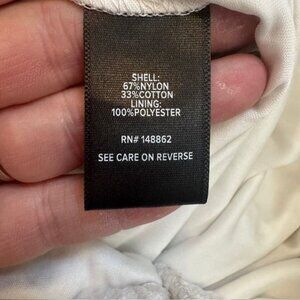 SHELL:
67%NYLON
33%COTTON
LINING:
100%POLYESTER
RN# 148862
SEE CARE ON REVERSE